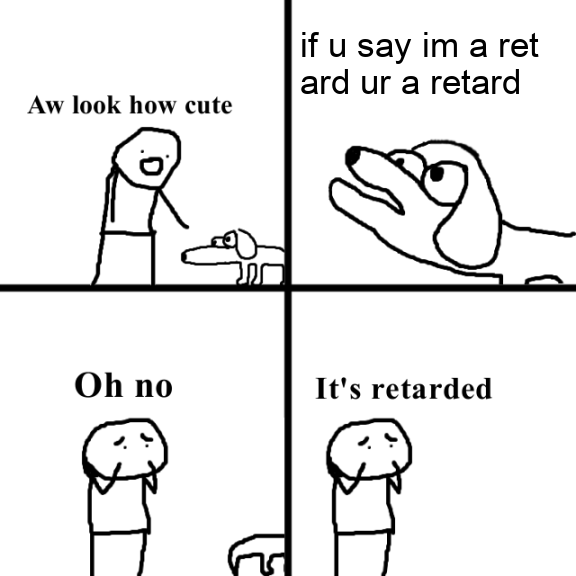 Aw look how cute
if u say im a ret
ard ur a retard
Oh no
It's retarded